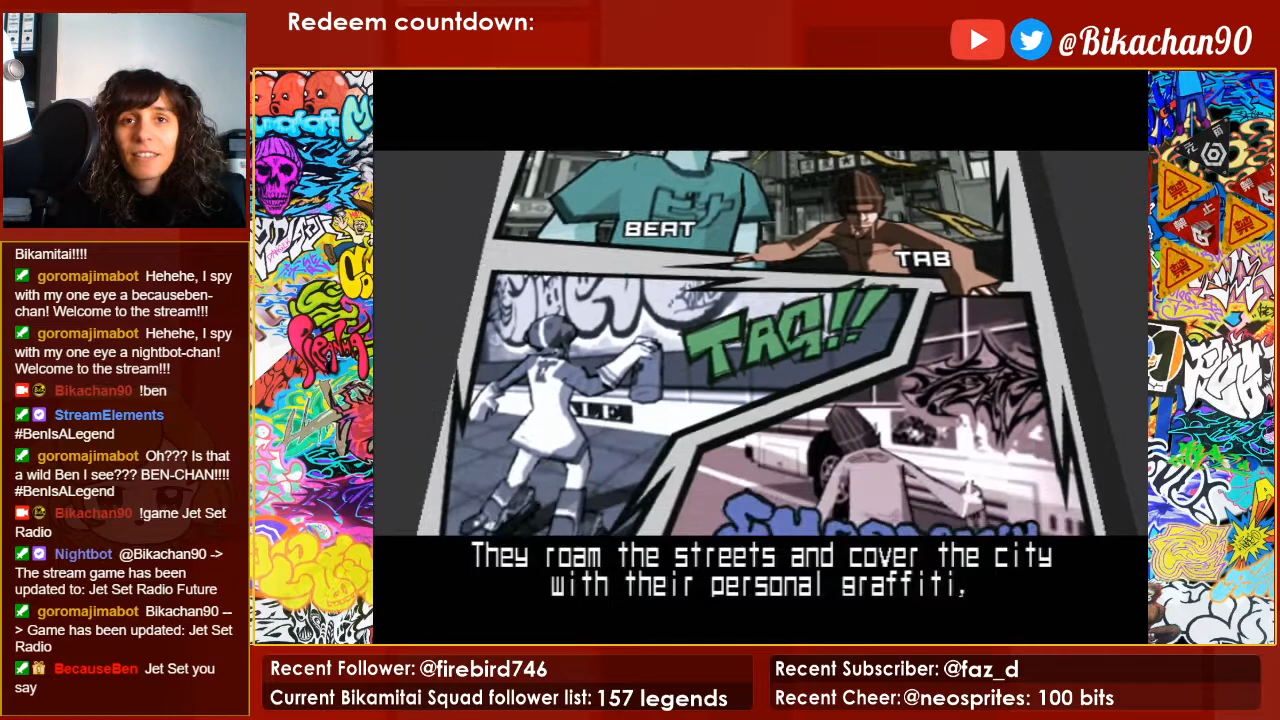 Redeem countdown:
@Bikachan90
Bikamitai!!!!
goromajimabot Hehehe, I spy
with my one eye a becauseben-
chan! Welcome to the stream!!!
goromajimabot Hehehe, I spy
with my one eye a nightbot-chan!
Welcome to the stream!!!
Bikachan90 !ben
StreamElements
#BenIsALegend
goromajimabot Oh??? Is that
a wild Ben I see??? BEN-CHAN!!!!
#BenIsALegend
Bikachan90 !game Jet Set
Radio
Nightbot @Bikachan90 ->
The stream game has been
updated to: Jet Set Radio Future
goromajimabot Bikachan90 --
> Game has been updated: Jet Set
Radio
BecauseBen Jet Set you
say
BEAT
TAB
TAG!!
They roam the streets and cover the city
with their personal graffiti,
Recent Follower: @firebird746
Current Bikamitai Squad follower list: 157 legends
Recent Subscriber: @faz_d
Recent Cheer: @neosprites: 100 bits